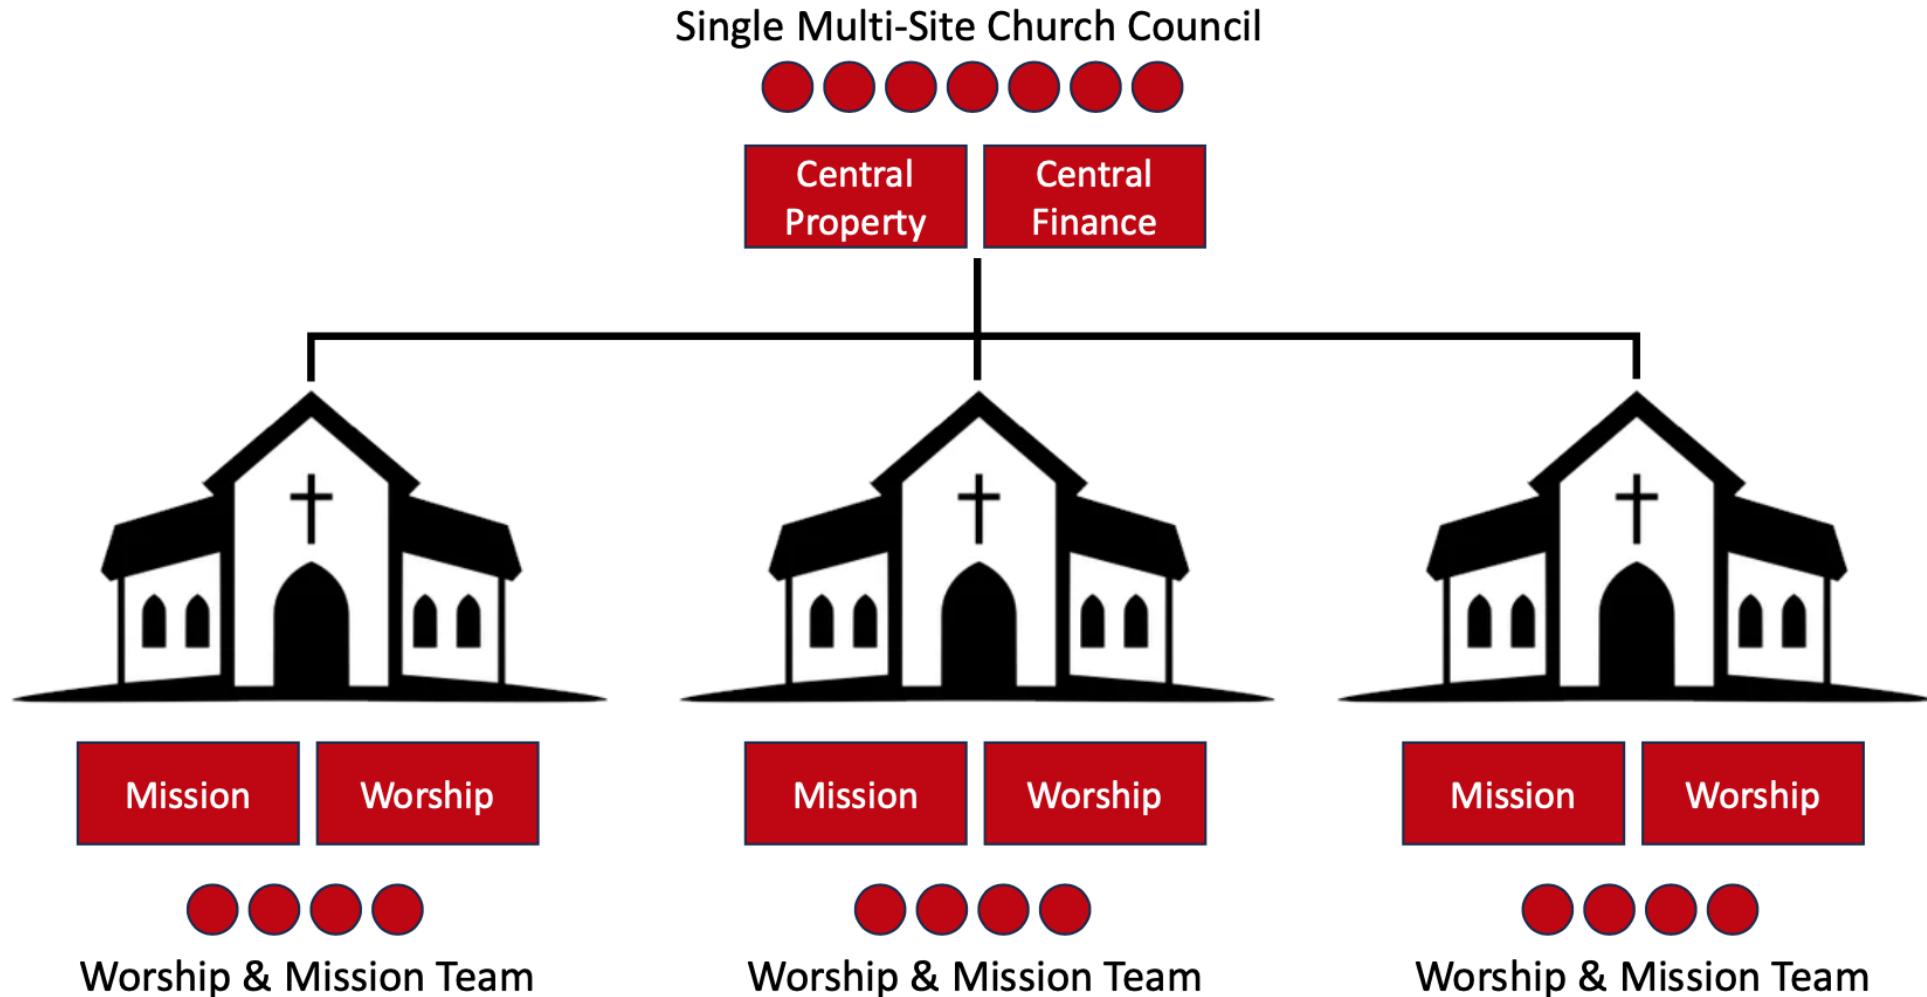 Single Multi-Site Church Council
Central
Property
Central
Finance
Mission
Worship
Mission
Worship
Mission
Worship
Worship & Mission Team
Worship & Mission Team
Worship & Mission Team